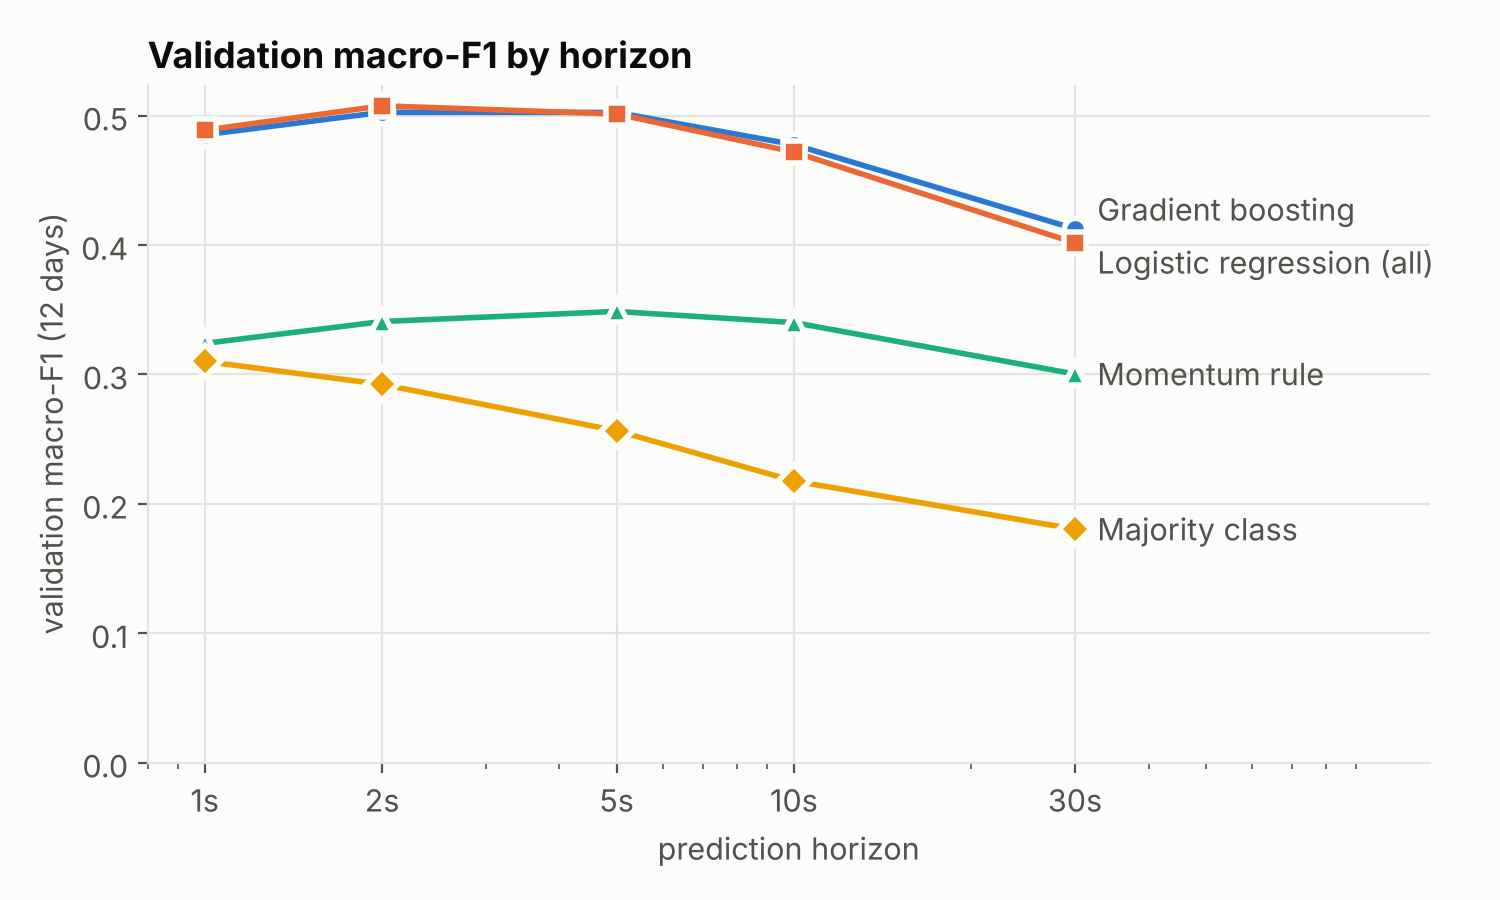 Validation macro-F1 by horizon
validation macro-F1 (12 days)
0.5
0.4
0.3
0.2
0.1
0.0
Gradient boosting
Logistic regression (all)
Momentum rule
Majority class
1s 2s 5s 10s 30s
prediction horizon